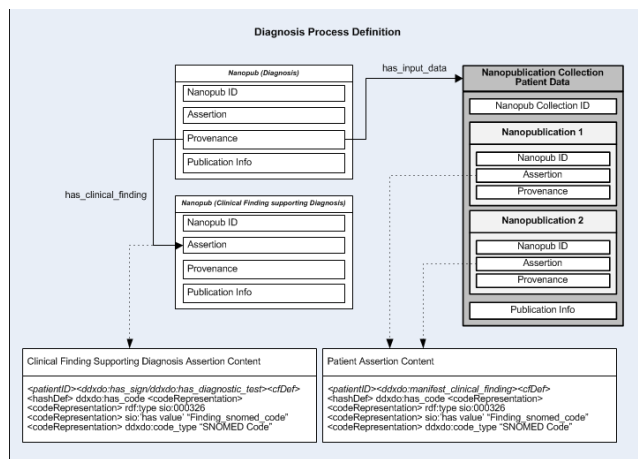 Diagnosis Process Definition
has_input_data
Nanopub (Diagnosis)
Nanopub ID
Assertion
Provenance
Publication Info
has_clinical_finding
Nanopub (Clinical Finding supporting Diagnosis)
Nanopub ID
Assertion
Provenance
Publication Info
Nanopublication Collection
Patient Data
Nanopub Collection ID
Nanopublication 1
Nanopub ID
Assertion
Provenance
Nanopublication 2
Nanopub ID
Assertion
Provenance
Publication Info
Clinical Finding Supporting Diagnosis Assertion Content
<patientID><ddxdo:has_sign/ddxdo:has_diagnostic_test><cfDef>
<hashDef> ddxdo:has_code <codeRepresentation>
<codeRepresentation> rdf:type sio:000326
<codeRepresentation> sio:'has value' “Finding_snomed_code”
<codeRepresentation> ddxdo:code_type “SNOMED Code”
Patient Assertion Content
<patientID><ddxdo:manifest_clinical_finding><cfDef>
<hashDef> ddxdo:has_code <codeRepresentation>
<codeRepresentation> rdf:type sio:000326
<codeRepresentation> sio:'has value' “Finding_snomed_code”
<codeRepresentation> ddxdo:code_type “SNOMED Code”